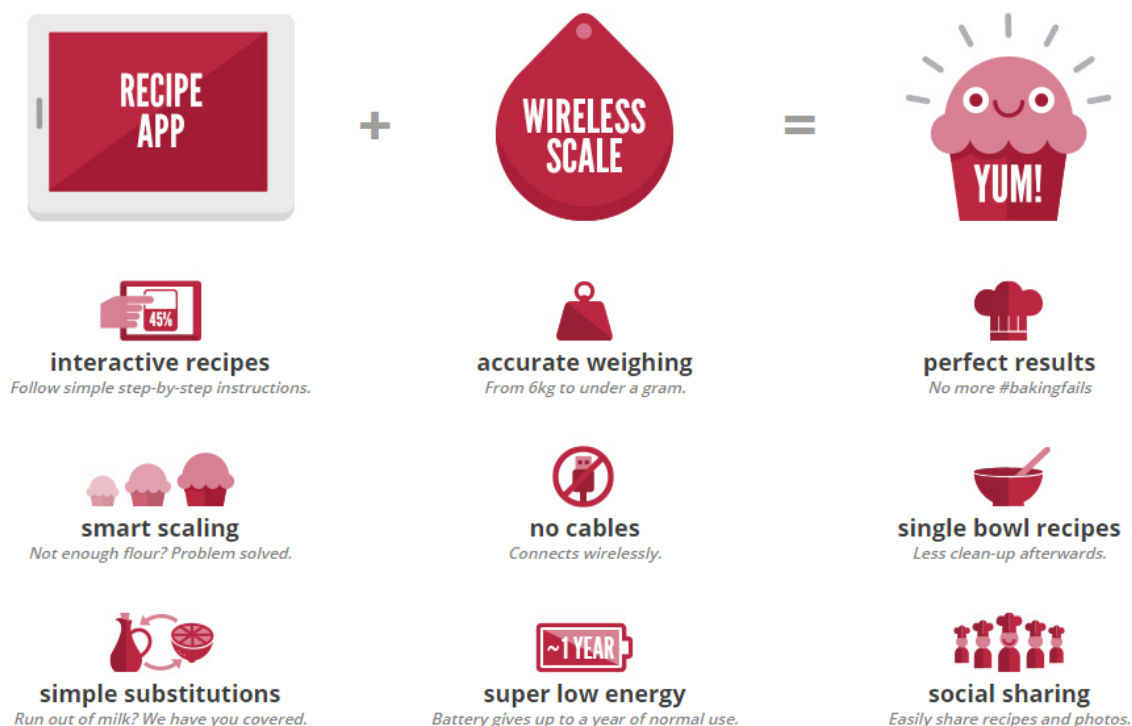 RECIPE
APP
+
WIRELESS
SCALE
=
YUM!
45%
interactive recipes
Follow simple step-by-step instructions.
accurate weighing
From 6kg to under a gram.
perfect results
No more #bakingfails
smart scaling
Not enough flour? Problem solved.
no cables
Connects wirelessly.
single bowl recipes
Less clean-up afterwards.
simple substitutions
Run out of milk? We have you covered.
~1 YEAR
super low energy
Battery gives up to a year of normal use.
social sharing
Easily share recipes and photos.